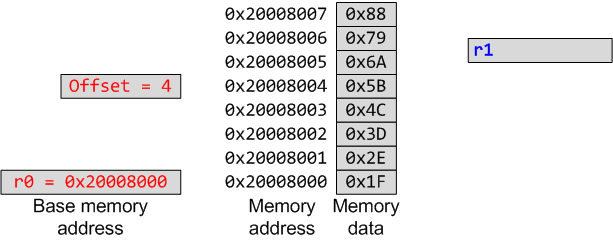 0x20008007 0x88
0x20008006 0x79
r1
0x20008005 0x6A
Offset = 4 0x20008004 0x5B
0x20008003 0x4C
0x20008002 0x3D
0x20008001 0x2E
r0 = 0x20008000 0x20008000 0x1F
Base memory address
Memory address
Memory data